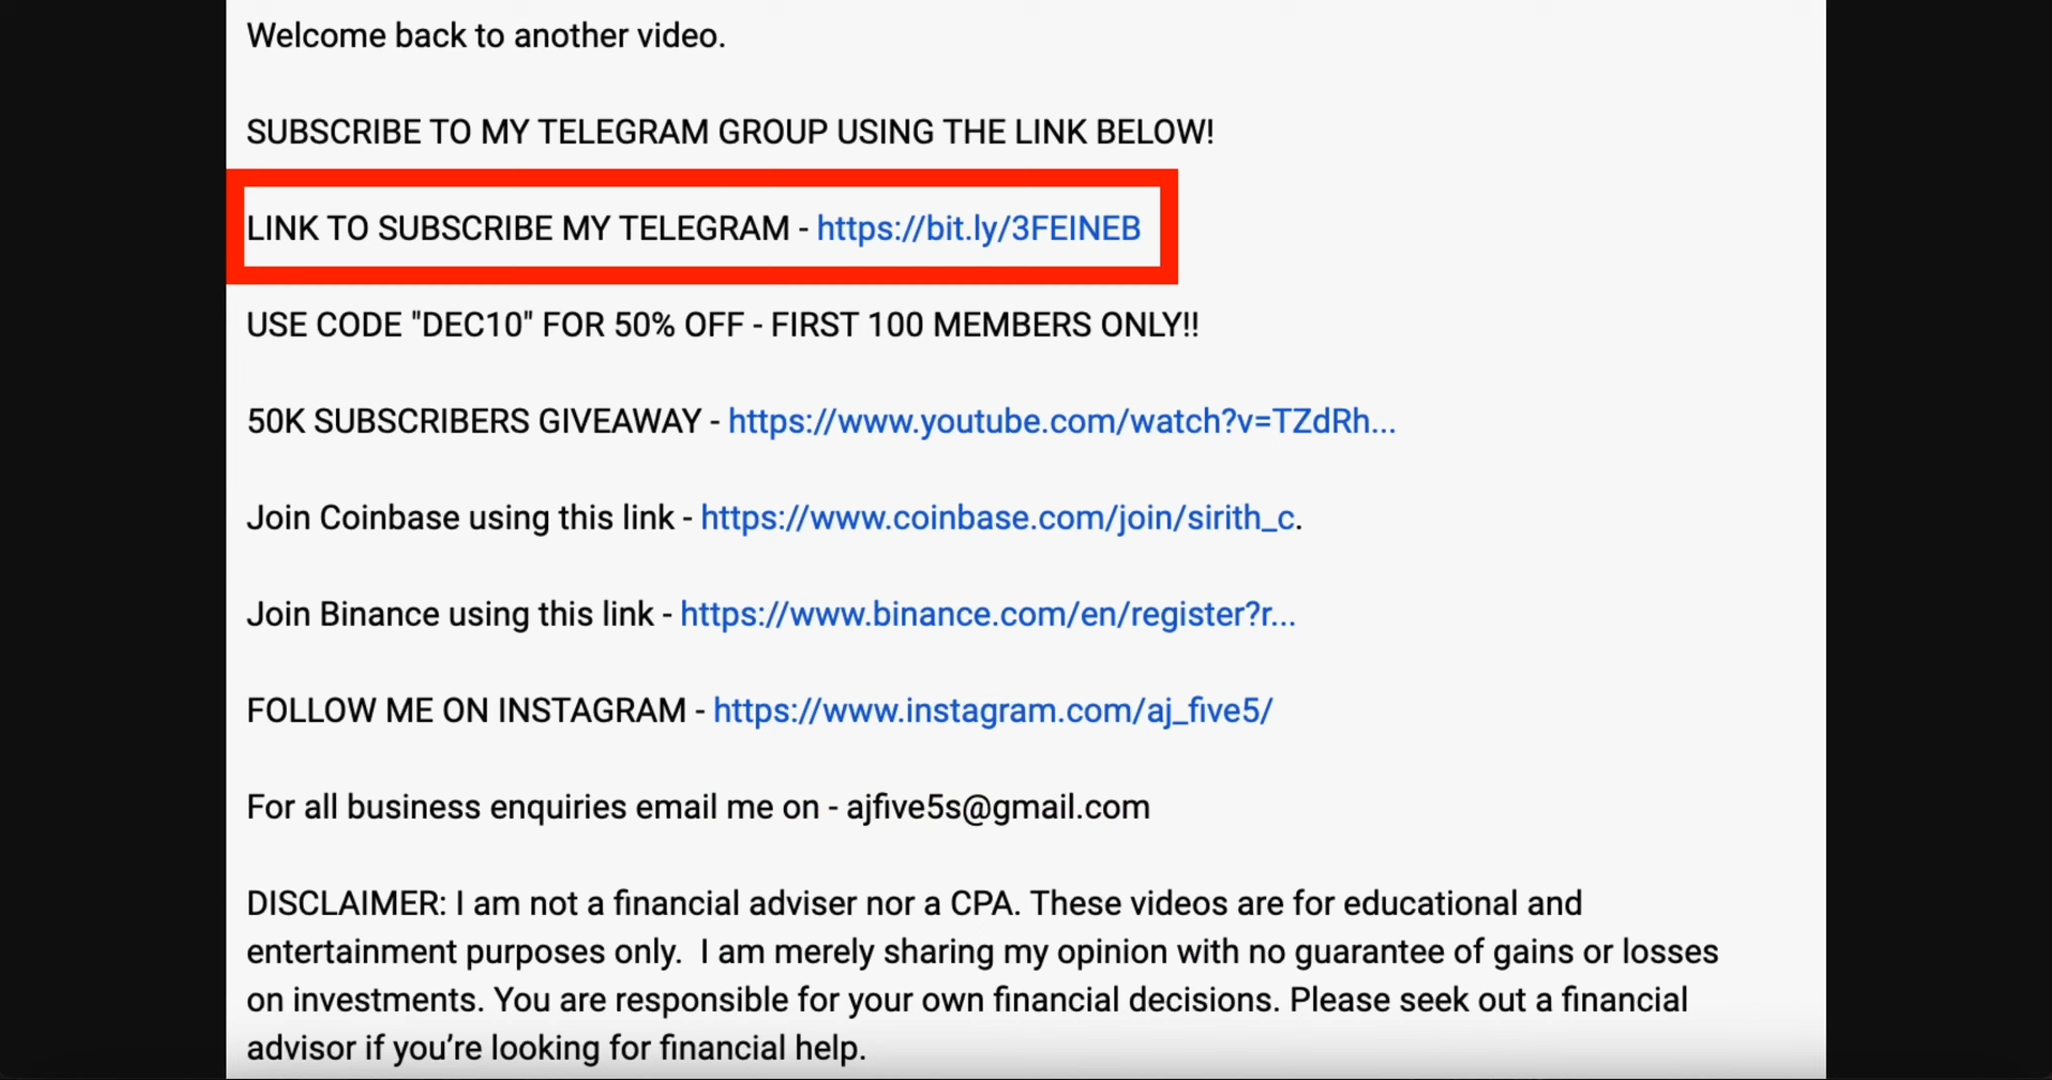 Welcome back to another video.
SUBSCRIBE TO MY TELEGRAM GROUP USING THE LINK BELOW!
LINK TO SUBSCRIBE MY TELEGRAM - https://bit.ly/3FEINEB
USE CODE "DEC10" FOR 50% OFF - FIRST 100 MEMBERS ONLY!!
50K SUBSCRIBERS GIVEAWAY - https://www.youtube.com/watch?v=TZdRh...
Join Coinbase using this link - https://www.coinbase.com/join/sirith_c.
Join Binance using this link - https://www.binance.com/en/register?r...
FOLLOW ME ON INSTAGRAM - https://www.instagram.com/aj_five5/
For all business enquiries email me on - ajfive5s@gmail.com
DISCLAIMER: I am not a financial adviser nor a CPA. These videos are for educational and
entertainment purposes only.  I am merely sharing my opinion with no guarantee of gains or losses
on investments. You are responsible for your own financial decisions. Please seek out a financial
advisor if you’re looking for financial help.